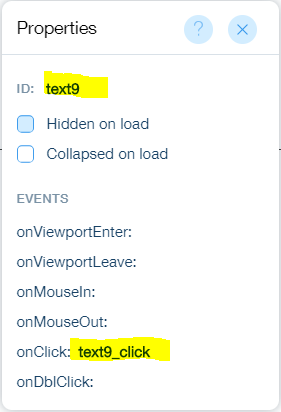 Properties
?
ID: text9
Hidden on load
Collapsed on load
EVENTS
onViewportEnter:
onViewportLeave:
onMouseIn:
onMouseOut:
onClick: text9_click
onDblClick: